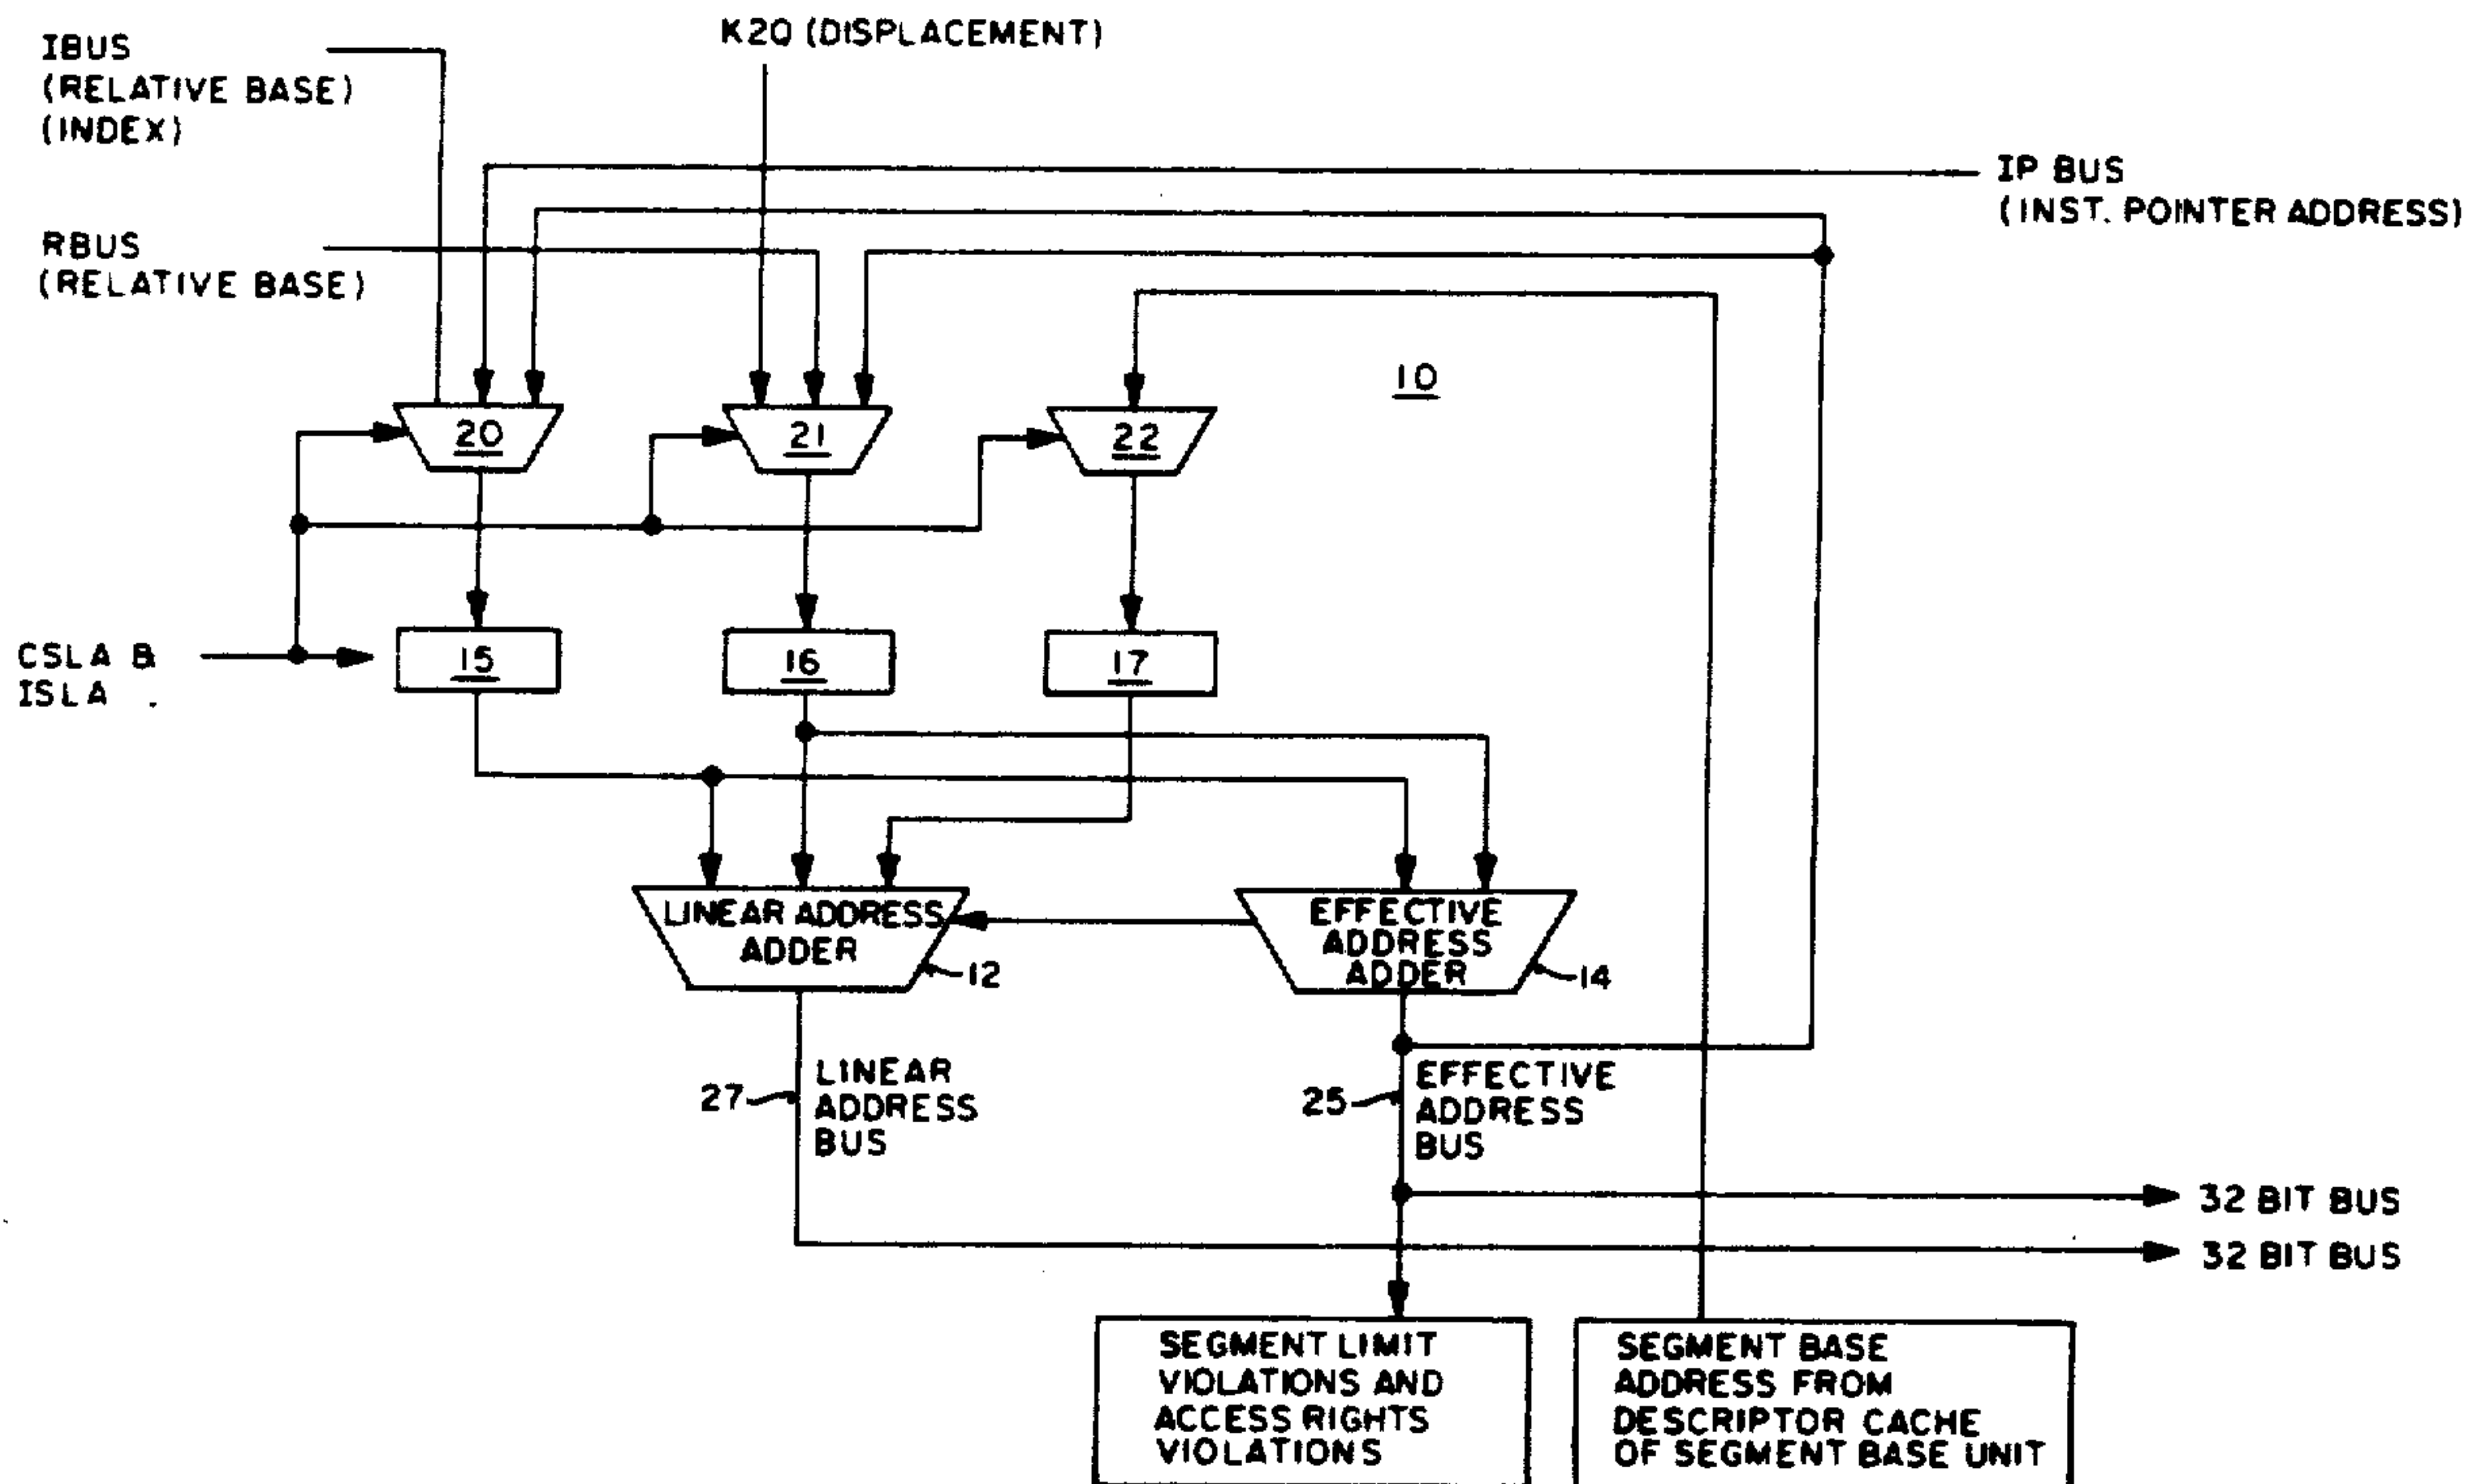 K20 (DISPLACEMENT)
IBUS
(RELATIVE BASE)
(INDEX)
IP BUS
(INST. POINTER ADDRESS)
RBUS
(RELATIVE BASE)
10
20
21
22
CSLA &
ISLA
15
16
17
LINEAR ADDRESS
ADDER
12
EFFECTIVE
ADDRESS
ADDER
14
27
LINEAR
ADDRESS
BUS
25
EFFECTIVE
ADDRESS
BUS
32 BIT BUS
32 BIT BUS
SEGMENT LIMIT
VIOLATIONS AND
ACCESS RIGHTS
VIOLATIONS
SEGMENT BASE
ADDRESS FROM
DESCRIPTOR CACHE
OF SEGMENT BASE UNIT